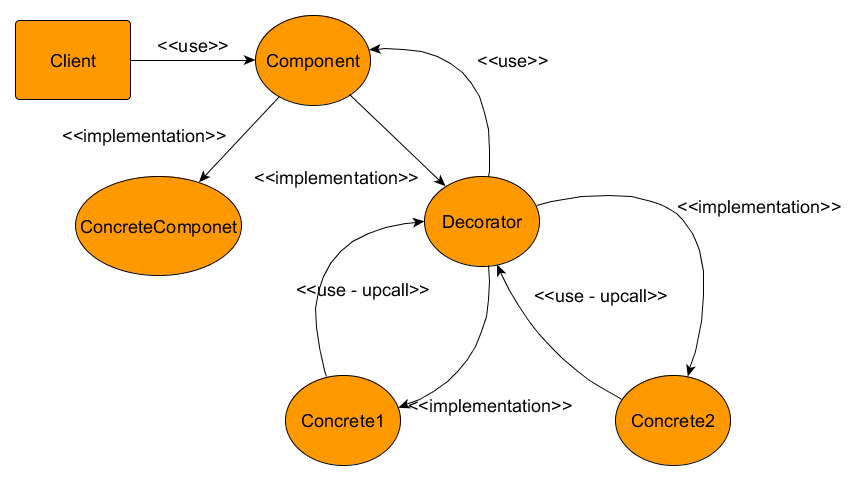 Client
<<use>>
Component
<<use>>
<<implementation>>
<<implementation>>
ConcreteComponet
Decorator
<<implementation>>
<<use - upcall>>
<<use - upcall>>
<<implementation>>
Concrete1
Concrete2